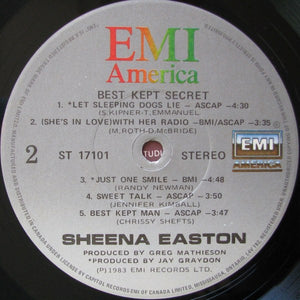 EMI
America
BEST KEPT SECRET
1. *LET SLEEPING DOGS LIE - ASCAP -4:30
(S.KIPNER-T.EMMANUEL)
2. (SHE'S IN LOVE)WITH HER RADIO -BMI/ASCAP -3:35
(M.ROTH-D.McBRIDE)
2 ST 17101 STEREO
EMI
AMERICA
3. *JUST ONE SMILE - BMI -4:48
(RANDY NEWMAN)
4. SWEET TALK - ASCAP -3:50
(JENNIFER KIMBALL)
5. BEST KEPT MAN - ASCAP -3:47
(CHRISSY SHEFTS)
SHEENA EASTON
PRODUCED BY GREG MATHIESON
*PRODUCED BY JAY GRAYDON
Ⓟ 1983 EMI RECORDS LTD.